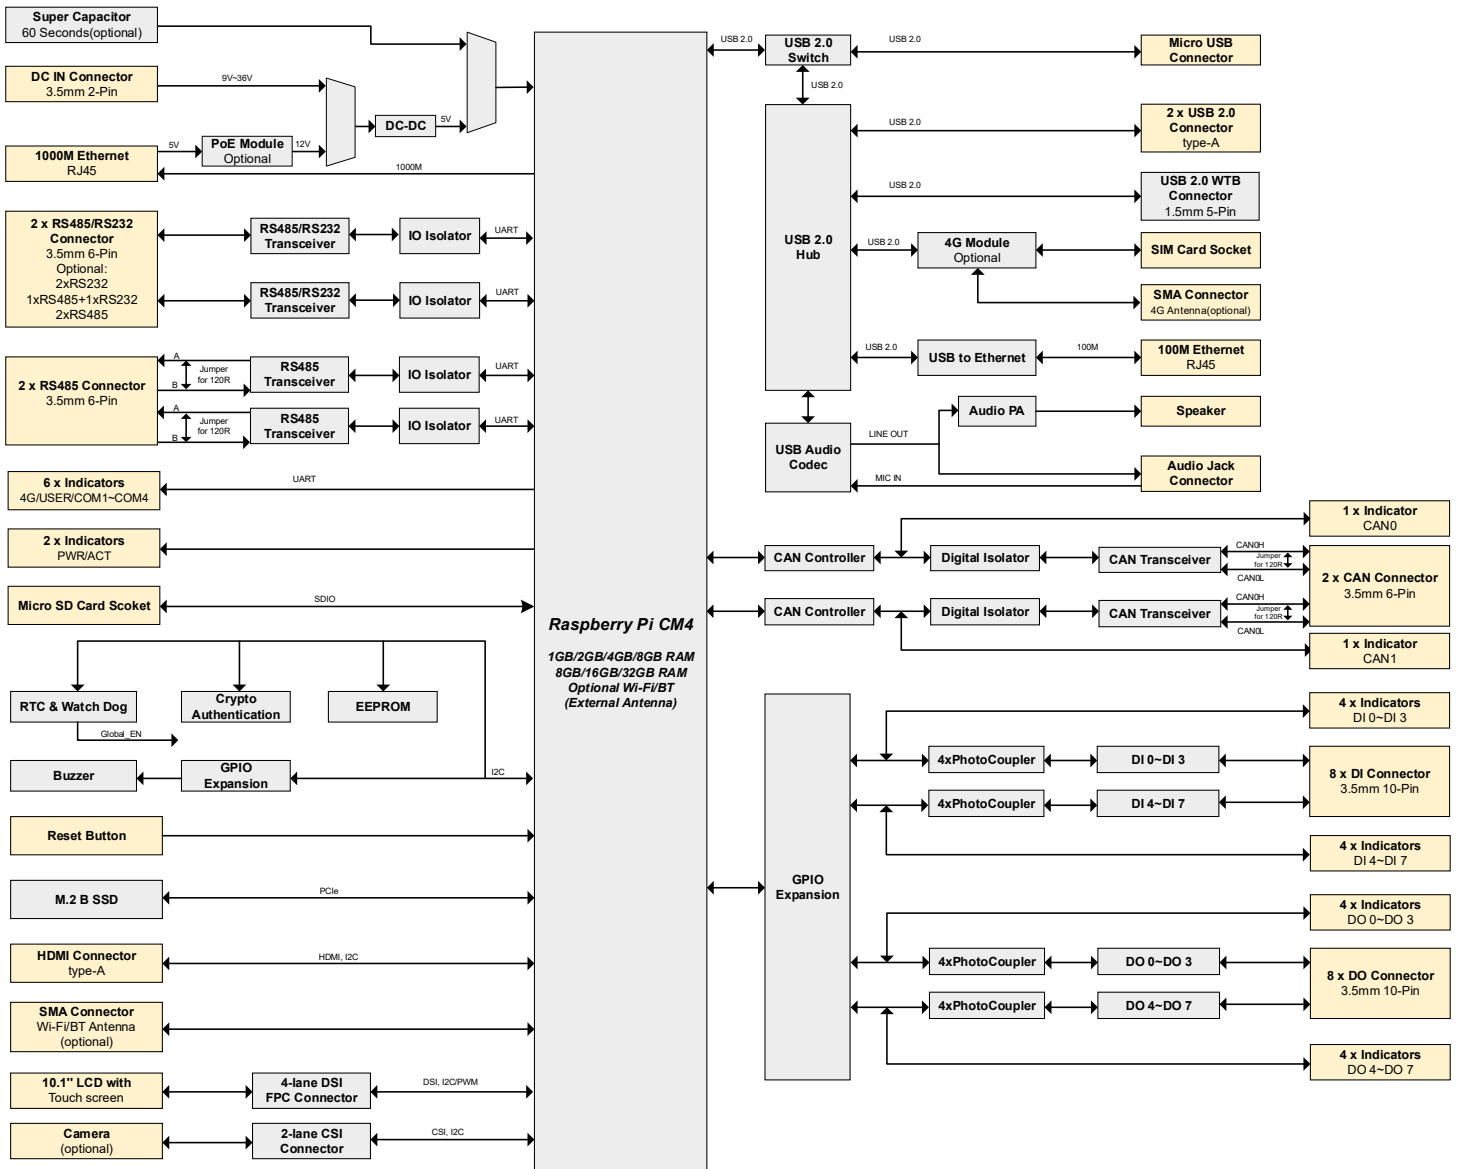 Super Capacitor
60 Seconds(optional)
DC IN Connector
3.5mm 2-Pin
9V~36V
DC-DC
5V
1000M Ethernet
RJ45
5V
PoE Module
Optional
12V
1000M
2 x RS485/RS232
Connector
3.5mm 6-Pin
Optional:
2xRS232
1xRS485+1xRS232
2xRS485
RS485/RS232
Transceiver
IO Isolator
UART
RS485/RS232
Transceiver
IO Isolator
UART
2 x RS485 Connector
3.5mm 6-Pin
A
Jumper
for 120R
B
RS485
Transceiver
IO Isolator
UART
A
Jumper
for 120R
B
RS485
Transceiver
IO Isolator
UART
6 x Indicators
4G/USER/COM1~COM4
UART
2 x Indicators
PWR/ACT
Micro SD Card Scoket
SDIO
RTC & Watch Dog
Crypto
Authentication
EEPROM
Global_EN
Buzzer
GPIO
Expansion
I2C
Reset Button
M.2 B SSD
PCIe
HDMI Connector
type-A
HDMI, I2C
SMA Connector
Wi-Fi/BT Antenna
(optional)
10.1" LCD with
Touch screen
4-lane DSI
FPC Connector
DSI, I2C/PWM
Camera
(optional)
2-lane CSI
Connector
CSI, I2C
Raspberry Pi CM4
1GB/2GB/4GB/8GB RAM
8GB/16GB/32GB RAM
Optional Wi-Fi/BT
(External Antenna)
USB 2.0
USB 2.0
Switch
USB 2.0
Micro USB
Connector
USB 2.0
USB 2.0
Hub
USB 2.0
2 x USB 2.0
Connector
type-A
USB 2.0
USB 2.0 WTB
Connector
1.5mm 5-Pin
USB 2.0
4G Module
Optional
SIM Card Socket
SMA Connector
4G Antenna(optional)
USB 2.0
USB to Ethernet
100M
100M Ethernet
RJ45
USB Audio
Codec
LINE OUT
Audio PA
Speaker
MIC IN
Audio Jack
Connector
1 x Indicator
CAN0
CAN Controller
Digital Isolator
CAN Transceiver
CAN0H
Jumper
for 120R
CAN0L
2 x CAN Connector
3.5mm 6-Pin
CAN Controller
Digital Isolator
CAN Transceiver
CAN0H
Jumper
for 120R
CAN0L
1 x Indicator
CAN1
GPIO
Expansion
4 x Indicators
DI 0~DI 3
4xPhotoCoupler
DI 0~DI 3
8 x DI Connector
3.5mm 10-Pin
4xPhotoCoupler
DI 4~DI 7
4 x Indicators
DI 4~DI 7
4 x Indicators
DO 0~DO 3
4xPhotoCoupler
DO 0~DO 3
8 x DO Connector
3.5mm 10-Pin
4xPhotoCoupler
DO 4~DO 7
4 x Indicators
DO 4~DO 7